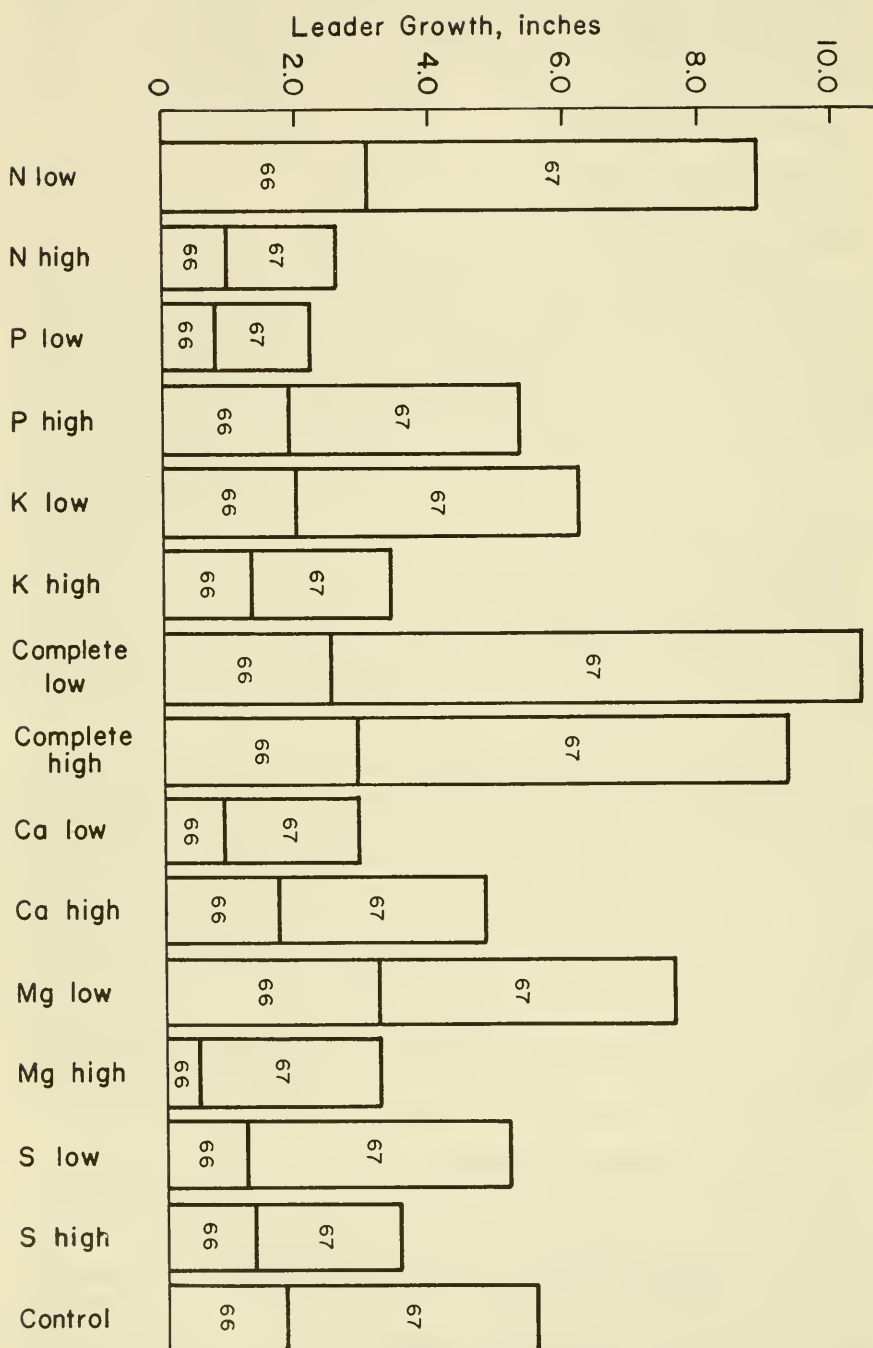 Leader Growth, inches
0
2.0
4.0
6.0
8.0
10.0
N low
66
67
N high
66
67
P low
66
67
P high
66
67
K low
66
67
K high
66
67
Complete
low
66
67
Complete
high
66
67
Ca low
66
67
Ca high
66
67
Mg low
66
67
Mg high
66
67
S low
66
67
S high
66
67
Control
66
67